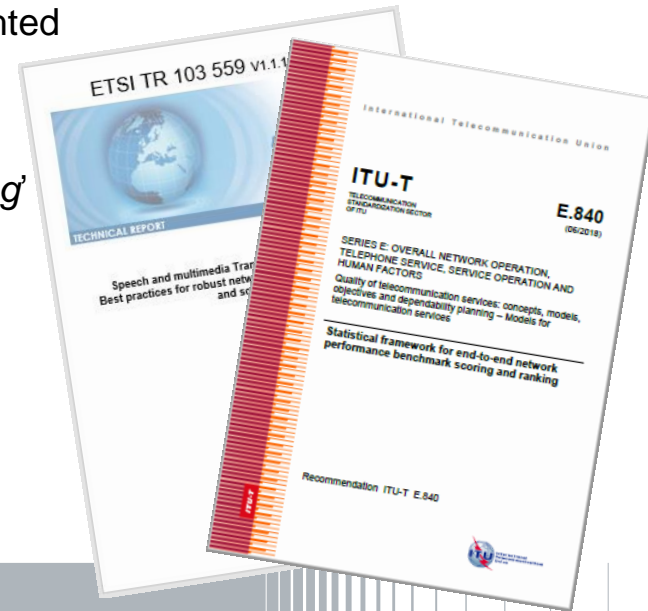 nted
g'
ETSI TR 103 559 V1.1.1
TECHNICAL REPORT
Speech and multimedia Tran
Best practices for robust netw
and sc
International Telecommunication Union
ITU-T
TELECOMMUNICATION
STANDARDIZATION SECTOR
OF ITU
E.840
(06/2018)
SERIES E: OVERALL NETWORK OPERATION,
TELEPHONE SERVICE, SERVICE OPERATION AND
HUMAN FACTORS
Quality of telecommunication services: concepts, models,
objectives and dependability planning – Models for
telecommunication services
Statistical framework for end-to-end network
performance benchmark scoring and ranking
Recommendation ITU-T E.840
ITU-T